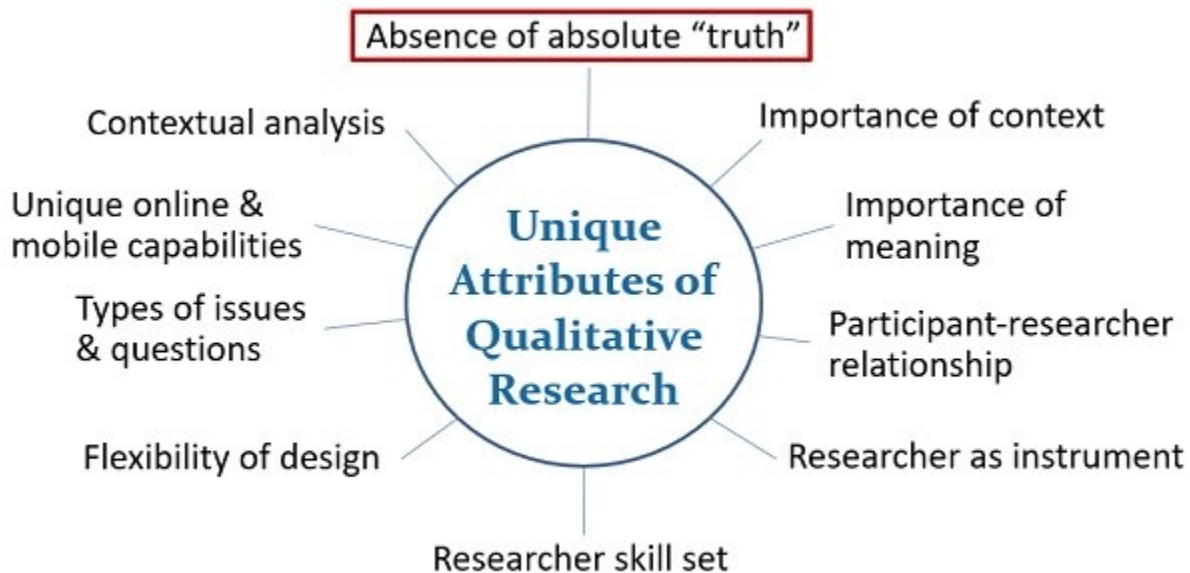 Absence of absolute “truth”
Importance of context
Importance of
meaning
Participant-researcher
relationship
Researcher as instrument
Researcher skill set
Flexibility of design
Types of issues
& questions
Unique online &
mobile capabilities
Contextual analysis
Unique
Attributes of
Qualitative
Research